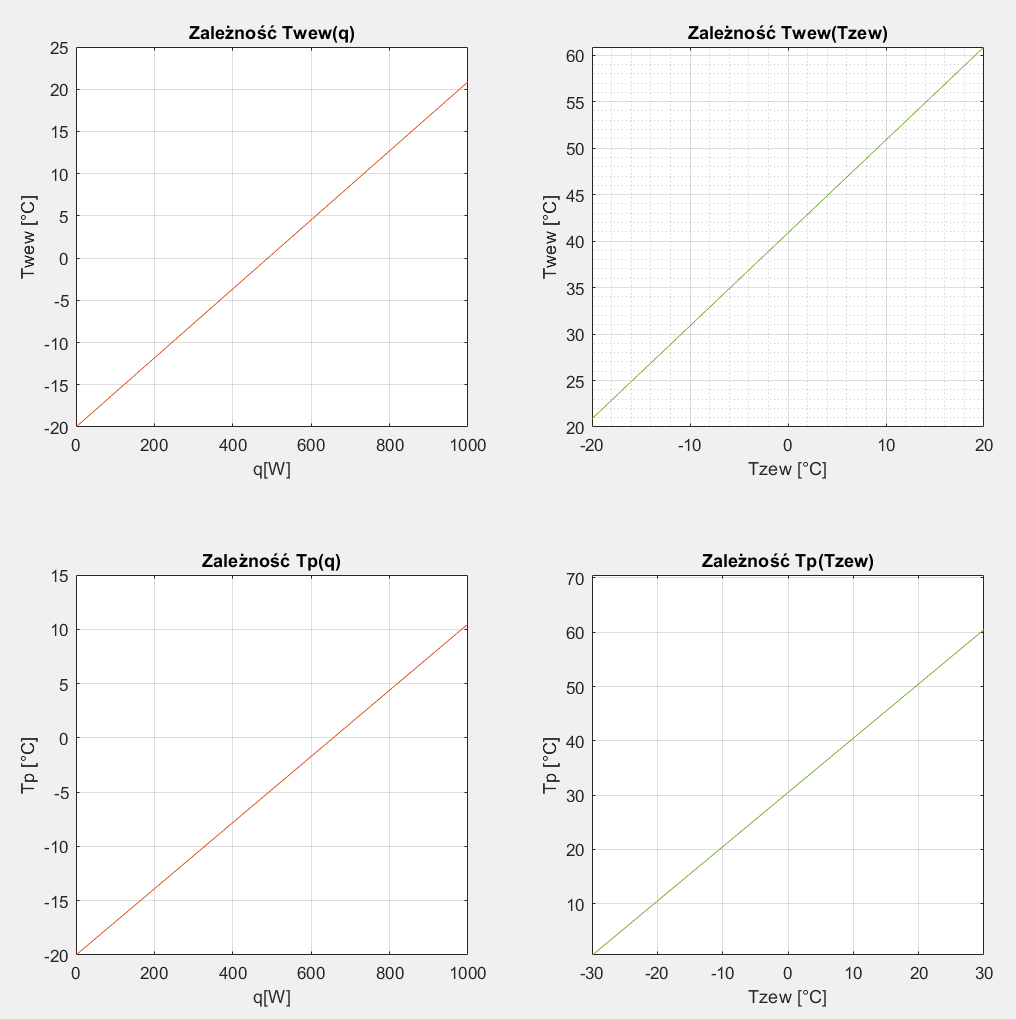 Zależność Twew(q)
25
20
15
10
5
0
-5
-10
-15
-20
Twew [°C]
0 200 400 600 800 1000
q[W]
Zależność Twew(Tzew)
60
55
50
45
40
35
30
25
20
Twew [°C]
-20 -10 0 10 20
Tzew [°C]
Zależność Tp(q)
15
10
5
0
-5
-10
-15
-20
Tp [°C]
0 200 400 600 800 1000
q[W]
Zależność Tp(Tzew)
70
60
50
40
30
20
10
Tp [°C]
-30 -20 -10 0 10 20 30
Tzew [°C]